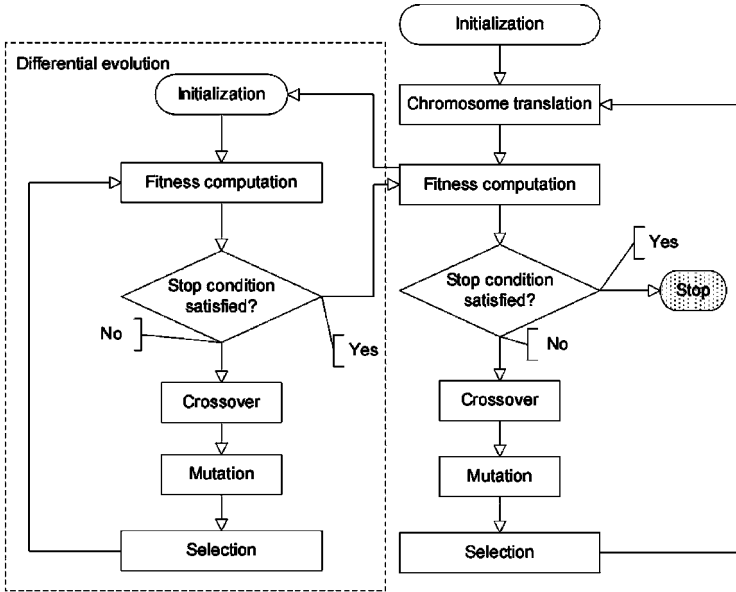 Differential evolution
Initialization
Fitness computation
Stop condition
satisfied?
No
Yes
Crossover
Mutation
Selection
Initialization
Chromosome translation
Fitness computation
Stop condition
satisfied?
Yes
Stop
No
Crossover
Mutation
Selection